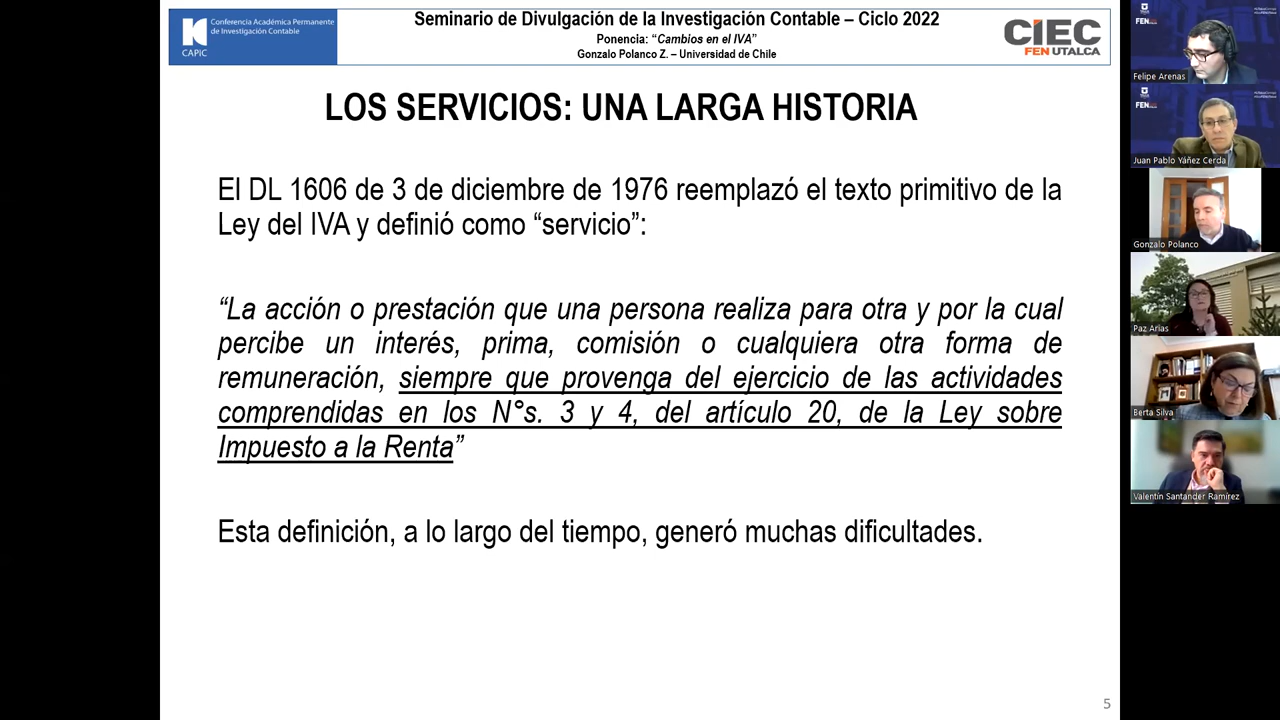 Conferencia Académica Permanente
de Investigación Contable
CAPIC
Seminario de Divulgación de la Investigación Contable – Ciclo 2022
Ponencia: “Cambios en el IVA”
Gonzalo Polanco Z. – Universidad de Chile
CIEC
FEN UTALCA
LOS SERVICIOS: UNA LARGA HISTORIA
El DL 1606 de 3 de diciembre de 1976 reemplazó el texto primitivo de la
Ley del IVA y definió como “servicio”:
“La acción o prestación que una persona realiza para otra y por la cual
percibe un interés, prima, comisión o cualquiera otra forma de
remuneración, siempre que provenga del ejercicio de las actividades
comprendidas en los N°s. 3 y 4, del artículo 20, de la Ley sobre
Impuesto a la Renta”
Esta definición, a lo largo del tiempo, generó muchas dificultades.
5
FEN
Felipe Arenas
FEN
Juan Pablo Yáñez Cerda
Gonzalo Polanco
Paz Arias
Berta Silva
Valentín Santander Ramírez